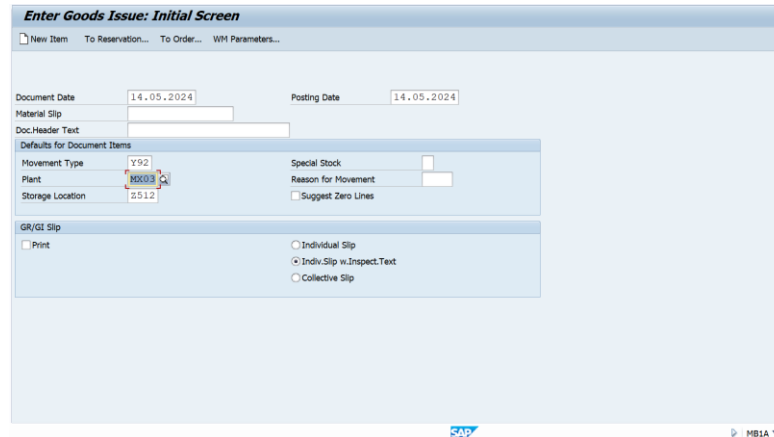 Enter Goods Issue: Initial Screen
New Item To Reservation... To Order... WM Parameters...
Document Date 14.05.2024 Posting Date 14.05.2024
Material Slip
Doc.Header Text
Defaults for Document Items
Movement Type Y92 Special Stock
Plant MX03 Reason for Movement
Storage Location Z512 Suggest Zero Lines
GR/GI Slip
Print Individual Slip
Indiv.Slip w.Inspect.Text
Collective Slip
SAP MB1A